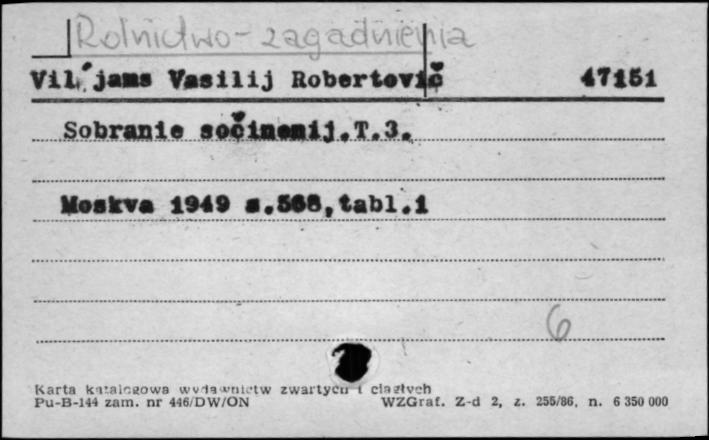 Rolnictwo - zagadnienia
Vil'jams Vasilij Robertovič 47151
Sobranie sočinenij.T.3.
Moskva 1949 s.568,tabl.1
6
Karta katalogowa wydawnictw zwartych i ciągłych
Pu-B-144 zam. nr 446/DW/ON WZGraf. Z-d 2, z. 255/86, n. 6 350 000